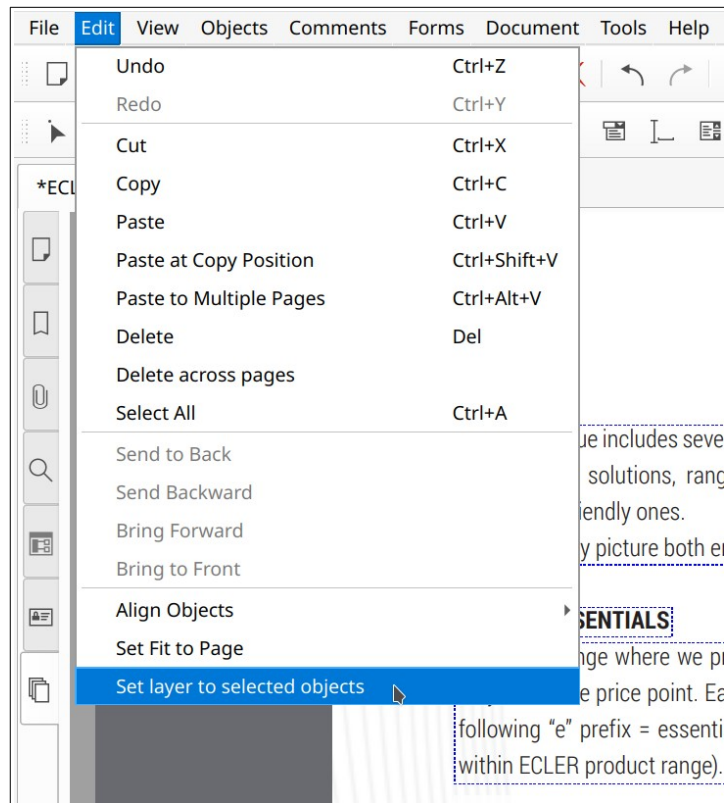 File Edit View Objects Comments Forms Document Tools Help
Undo Ctrl+Z
Redo Ctrl+Y
Cut Ctrl+X
*ECL
Copy Ctrl+C
Paste Ctrl+V
Paste at Copy Position Ctrl+Shift+V
Paste to Multiple Pages Ctrl+Alt+V
Delete Del
Delete across pages
Select All Ctrl+A
ue includes seve
Send to Back
solutions, rang
Send Backward
iendly ones.
Bring Forward
y picture both e
Bring to Front
Align Objects
SENTIALS
Set Fit to Page
nge where we pr
Set layer to selected objects
e price point. Ea
following “e” prefix = essenti
within ECLER product range).